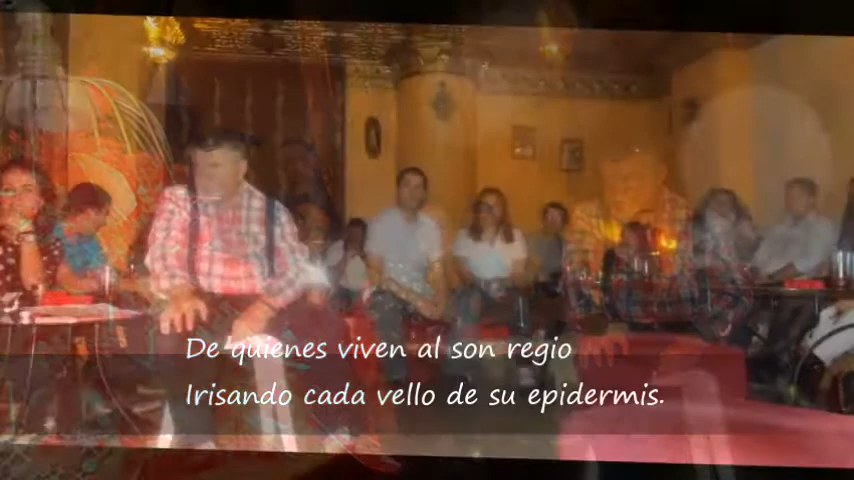 De quienes viven al son regio
Irisando cada vello de su epidermis.